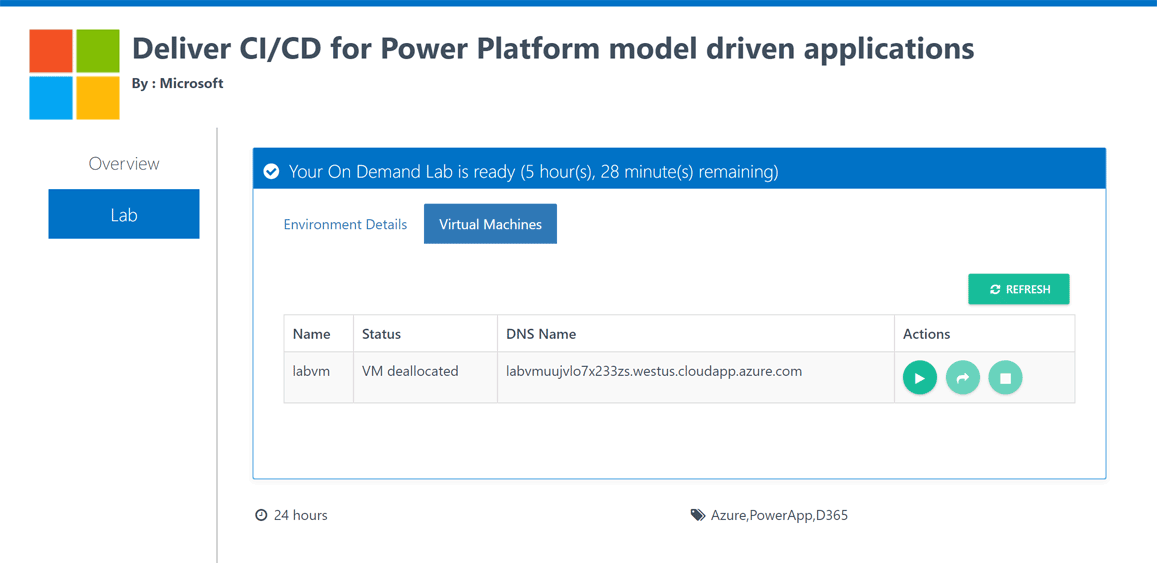 Deliver CI/CD for Power Platform model driven applications
By : Microsoft
Overview
Lab
Your On Demand Lab is ready (5 hour(s), 28 minute(s) remaining)
Environment Details
Virtual Machines
REFRESH
Name Status DNS Name Actions
labvm VM deallocated labvmuujvlo7x233zs.westus.cloudapp.azure.com
24 hours
Azure,PowerApp,D365